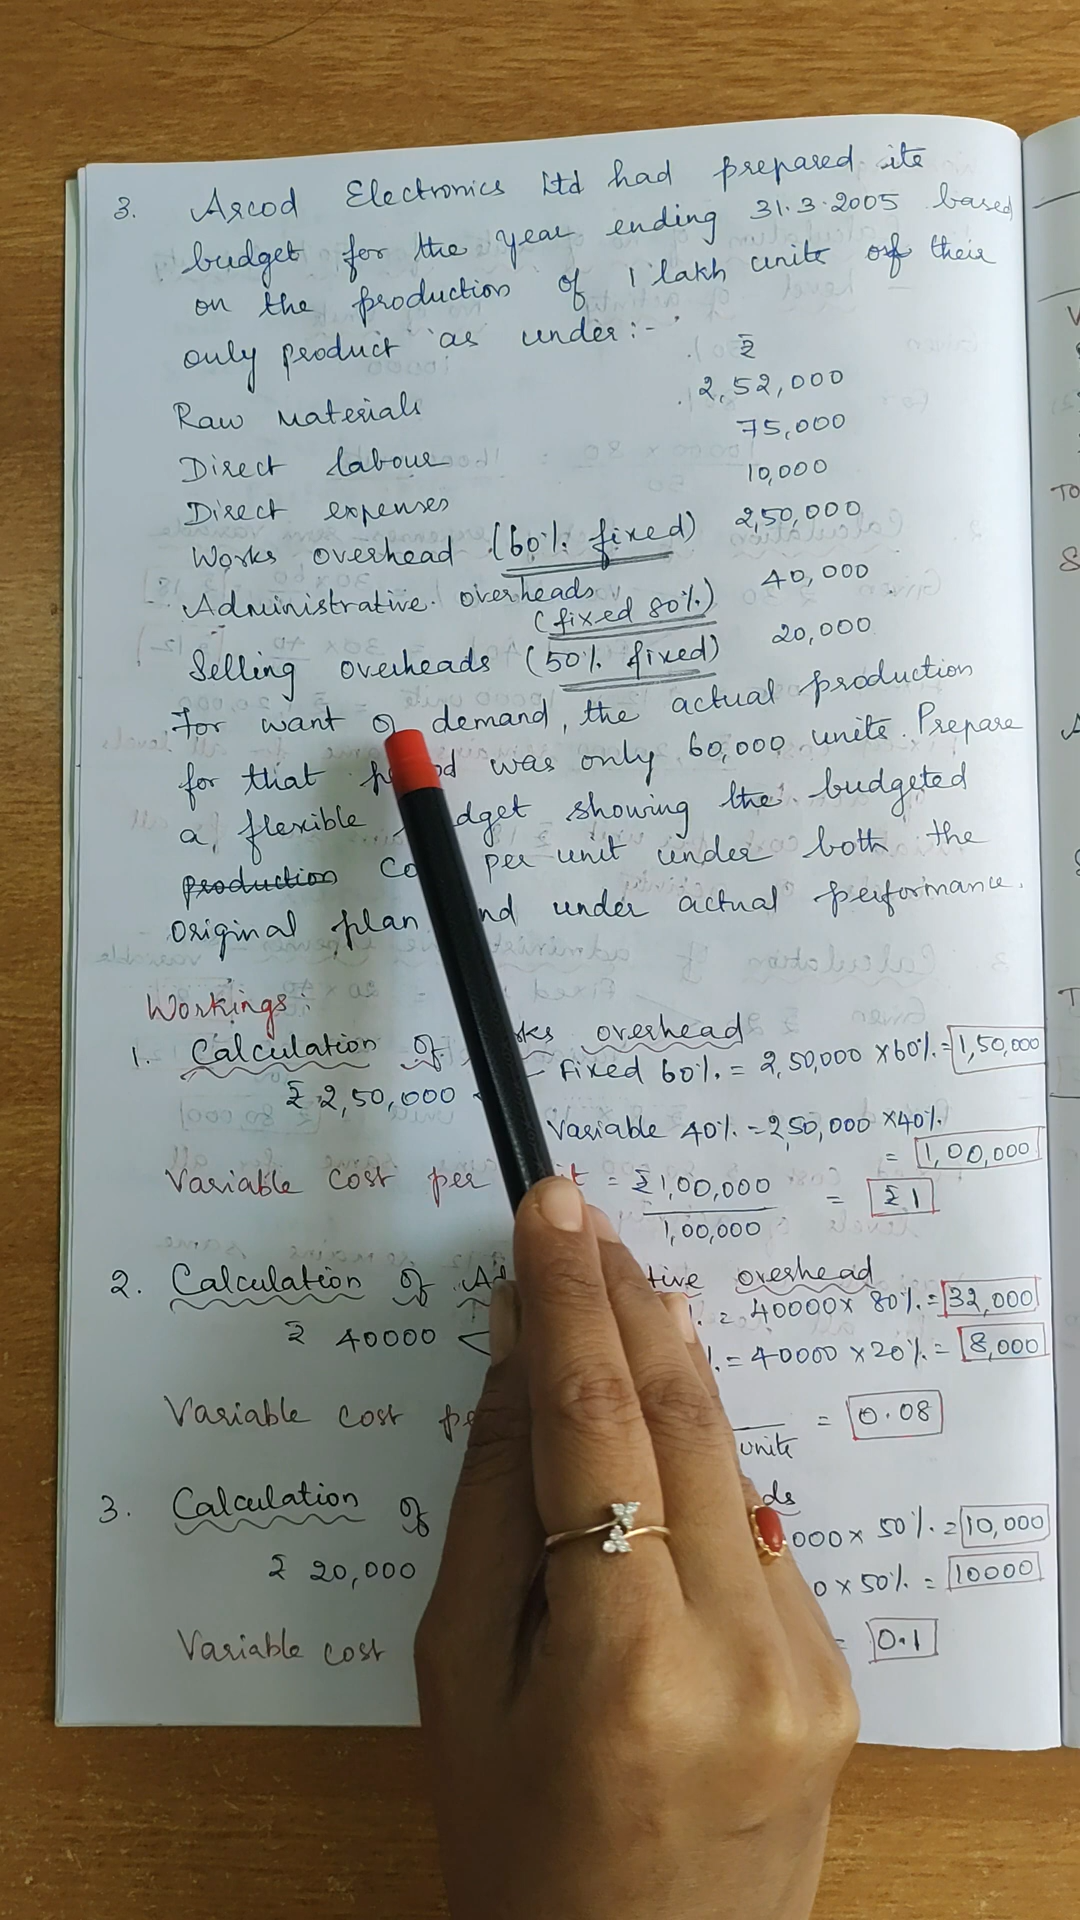 3. Arcod Electronics Ltd had prepared its
budget for the year ending 31.3.2005 based
on the production of 1 lakh units of their
only product as under:-
₹
Raw Materials 2,52,000
Direct labour 75,000
Direct expenses 10,000
Works overhead (60% fixed) 2,50,000
Administrative overheads 40,000
(fixed 80%)
Selling overheads (50% fixed) 20,000
For want demand, the actual production
for that was only 60,000 units. Prepare
a flexible showing the budgeted
production per unit under both the
original plan under actual performance.
Workings:
1. Calculation of overhead
₹ 2,50,000 Fixed 60% = 2,50,000 x 60% = 1,50,000
Variable 40% = 2,50,000 x 40%
= 1,00,000
Variable cost per = ₹ 1,00,000 = ₹ 1
1,00,000
2. Calculation of overhead
₹ 40000 = 40000 x 80% = 32,000
= 40000 x 20% = 8,000
Variable cost = 0.08
units
3. Calculation of
₹ 20,000 000 x 50% = 10,000
0 x 50% = 10000
Variable cost = 0.1